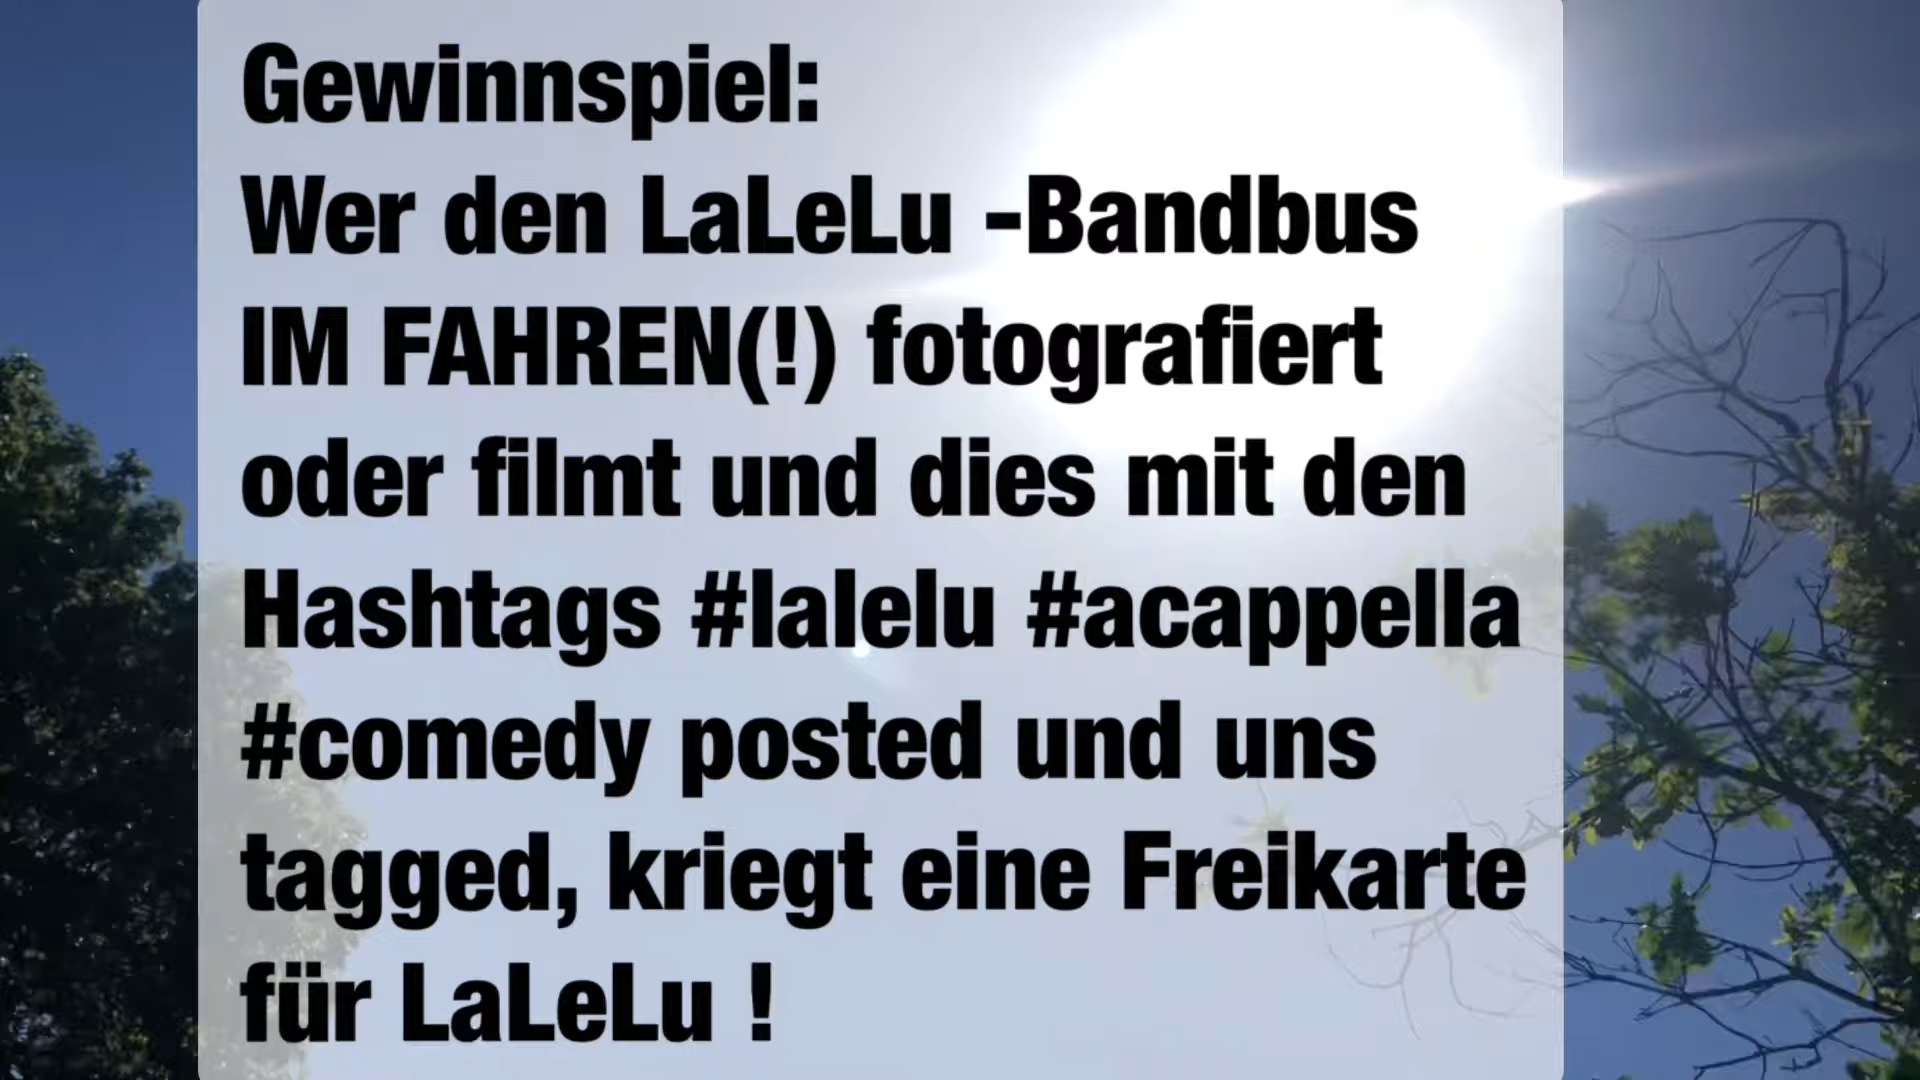 Gewinnspiel:
Wer den LaLeLu -Bandbus
IM FAHREN(!) fotografiert
oder filmt und dies mit den
Hashtags #lalelu #acappella
#comedy posted und uns
tagged, kriegt eine Freikarte
für LaLeLu !